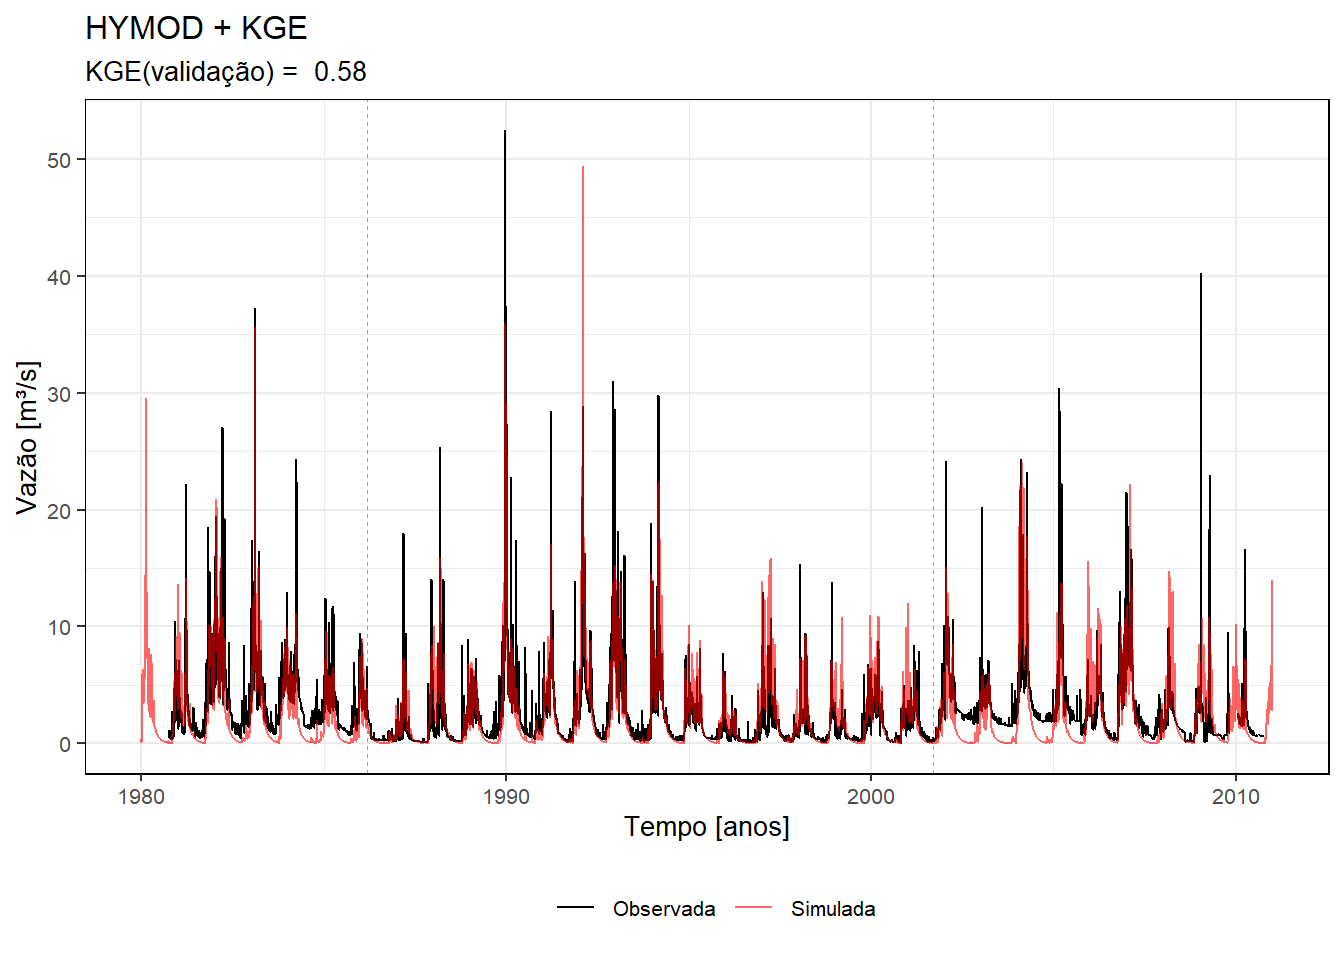 HYMOD + KGE
KGE(validação) =  0.58
Vazão [m³/s]
50
40
30
20
10
0
1980
1990
2000
2010
Tempo [anos]
Observada
Simulada